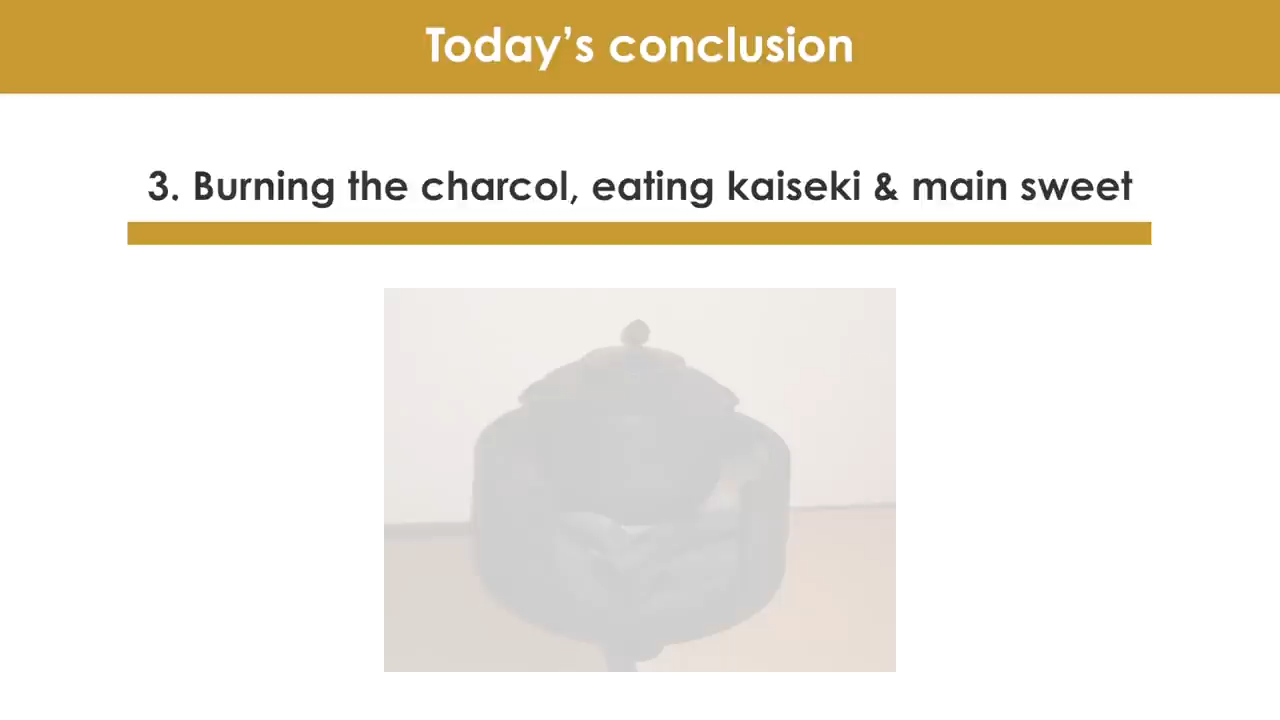 Today’s conclusion
3. Burning the charcol, eating kaiseki & main sweet